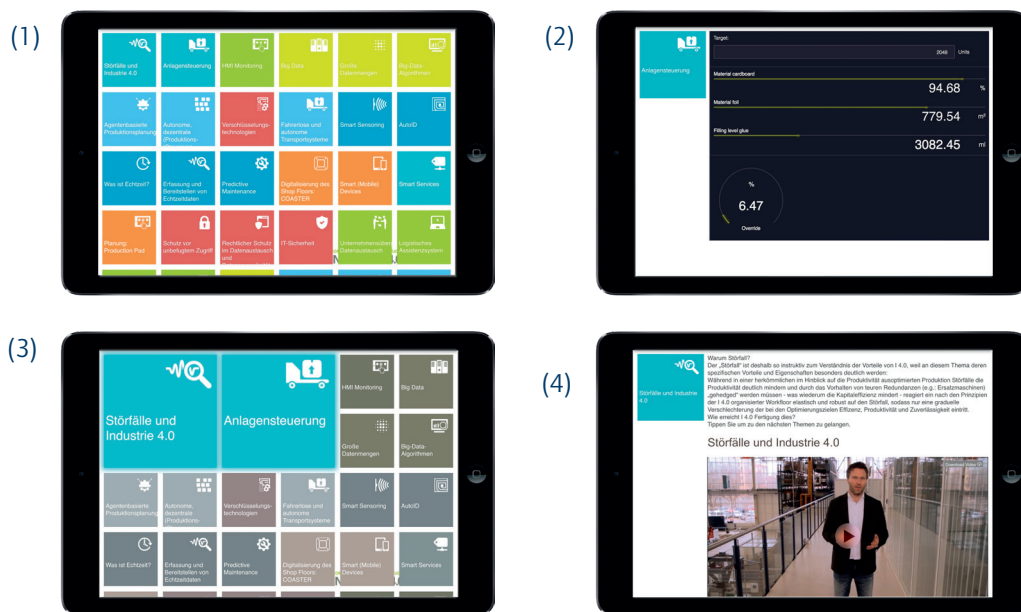 (1)
Störfälle und
Industrie 4.0
Anlagensteuerung
HMI Monitoring
Big Data
Große
Datenmengen
Big-Data-
Algorithmen
Agentenbasierte
Produktionsplanung
Autonome,
dezentrale
(Produktions-
Verschlüsselungs-
technologien
Fahrerlose und
autonome
Transportsysteme
Smart Sensoring
AutoID
Was ist Echtzeit?
Erfassung und
Bereitstellen von
Echtzeitdaten
Predictive
Maintenance
Digitalisierung des
Shop Floors:
COASTER
Smart (Mobile)
Devices
Smart Services
Planung:
Production Pad
Schutz vor
unbefugtem Zugriff
Rechtlicher Schutz
im Datenaustausch
und
IT-Sicherheit
Unternehmensüber
Datenaustausch
Logistisches
Assistenzsystem
(2)
Anlagensteuerung
Target:
2048 Units
Material cardboard
94.68 %
Material foil
779.54 m²
Filling level glue
3082.45 ml
%
6.47
Override
(3)
Störfälle und
Industrie 4.0
Anlagensteuerung
HMI Monitoring
Big Data
Große
Datenmengen
Big-Data-
Algorithmen
Agentenbasierte
Produktionsplanung
Autonome,
dezentrale
(Produktions-
Verschlüsselungs-
technologien
Fahrerlose und
autonome
Transportsysteme
Smart Sensoring
AutoID
Was ist Echtzeit?
Erfassung und
Bereitstellen von
Echtzeitdaten
Predictive
Maintenance
Digitalisierung des
Shop Floors:
COASTER
Smart (Mobile)
Devices
Smart Services
(4)
Störfälle und Industrie
4.0
Warum Störfall?
Der „Störfall" ist deshalb so instruktiv zum Verständnis der Vorteile von I 4.0, weil an diesem Thema deren
spezifischen Vorteile und Eigenschaften besonders deutlich werden:
Während in einer herkömmlichen im Hinblick auf die Produktivität ausoptimierten Produktion Störfälle die
Produktivität deutlich mindern und durch das Vorhalten von teuren Redundanzen (e.g.: Ersatzmaschinen)
„gehedged" werden müssen - was wiederum die Kapitaleffizienz mindert - reagiert ein nach den Prinzipien
der I 4.0 organisierter Workfloor elastisch und robust auf den Störfall, sodass nur eine graduelle
Verschlechterung der bei den Optimierungszielen Effizenz, Produktivität und Zuverlässigkeit eintritt.
Wie erreicht I 4.0 Fertigung dies?
Tippen Sie um zu den nächsten Themen zu gelangen.
Störfälle und Industrie 4.0
Download Video